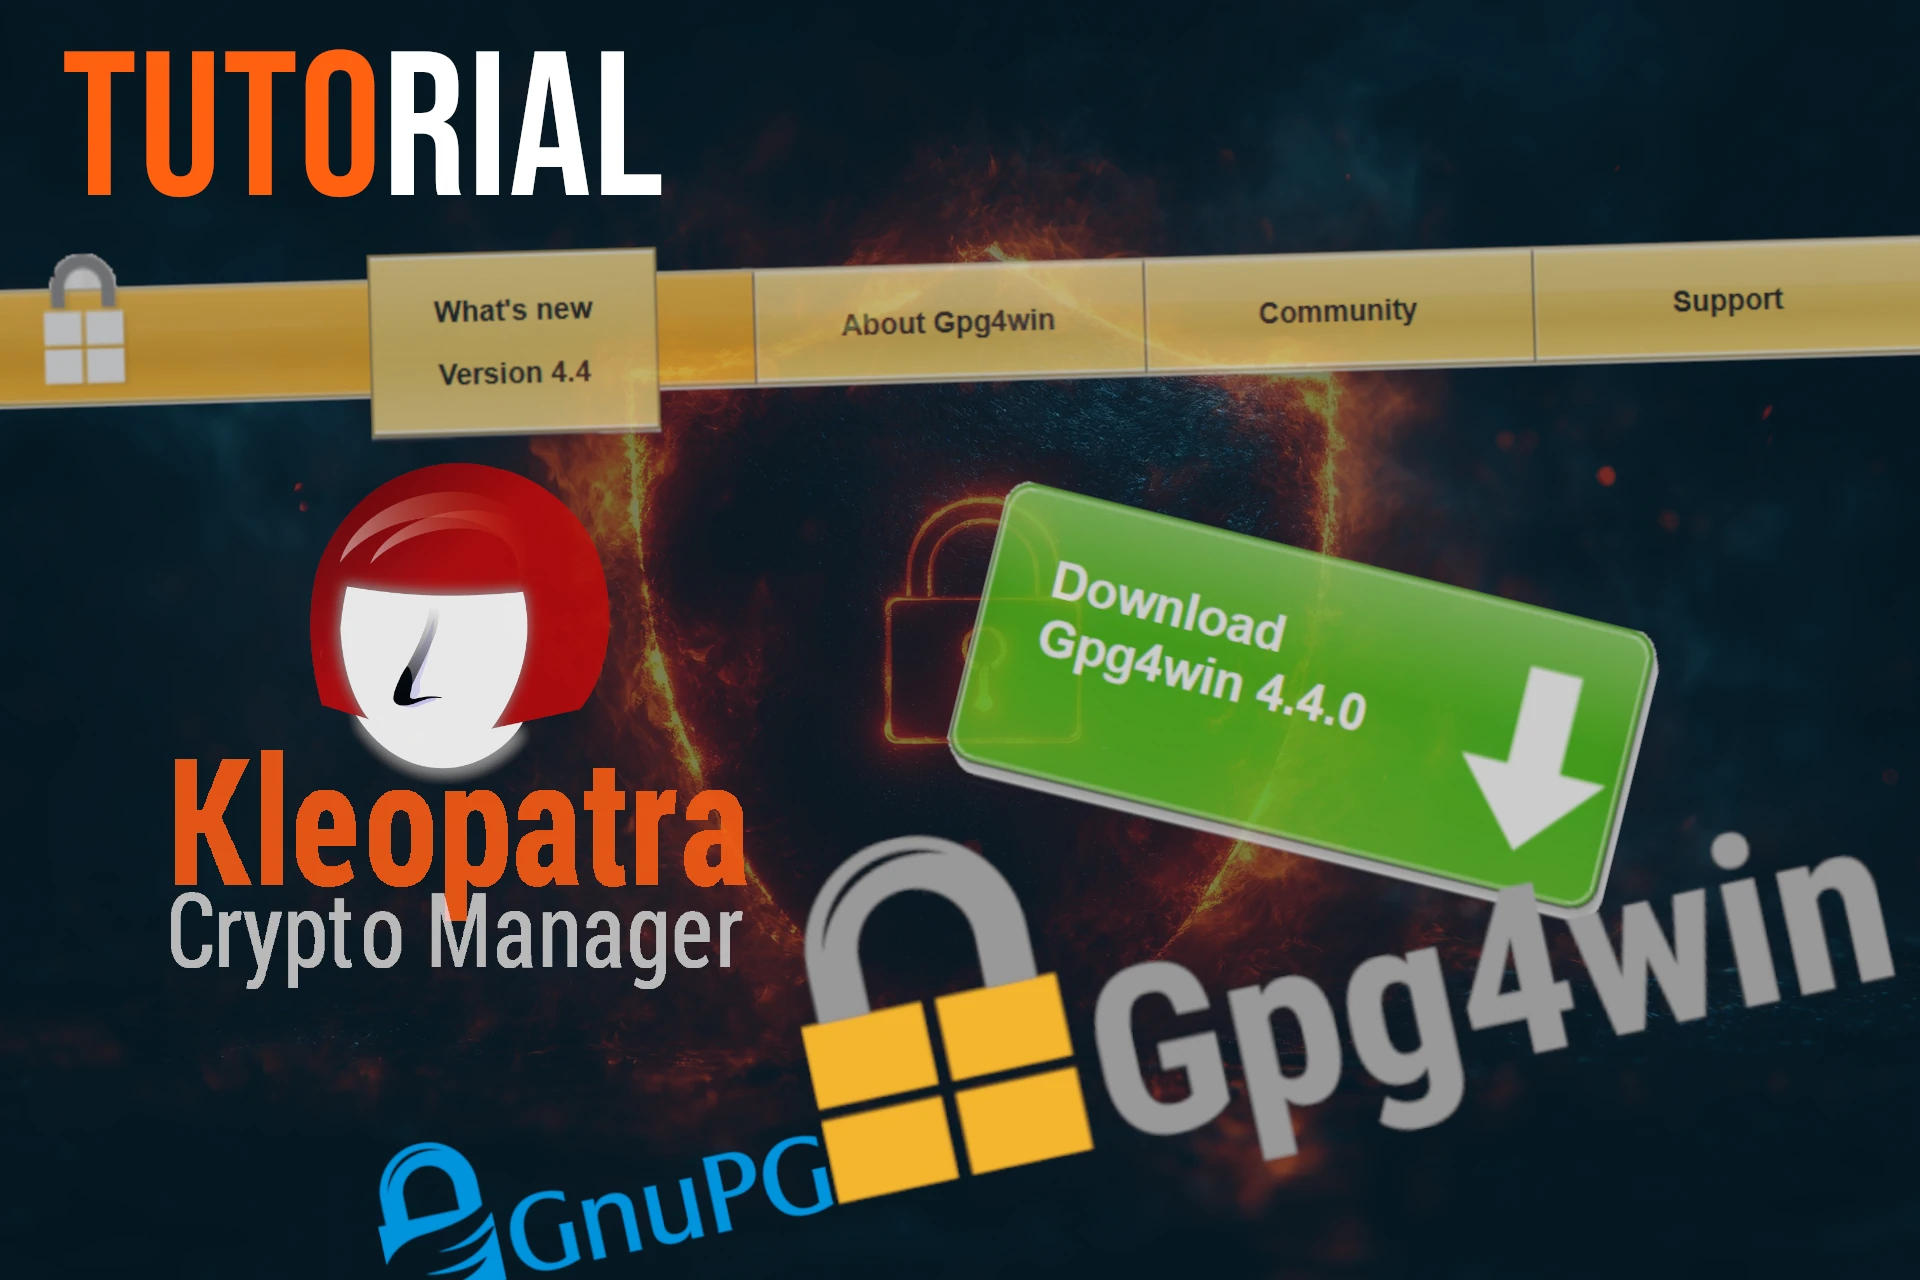 TUTORIAL
What's new
Version 4.4
About Gpg4win
Community
Support
Download
Gpg4win 4.4.0
Kleopatra
Crypto Manager
Gpg4win
GnuPG